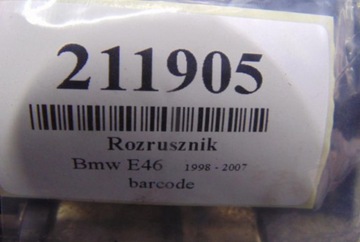 211905
Rozrusznik
Bmw E46 1998 - 2007
barcode